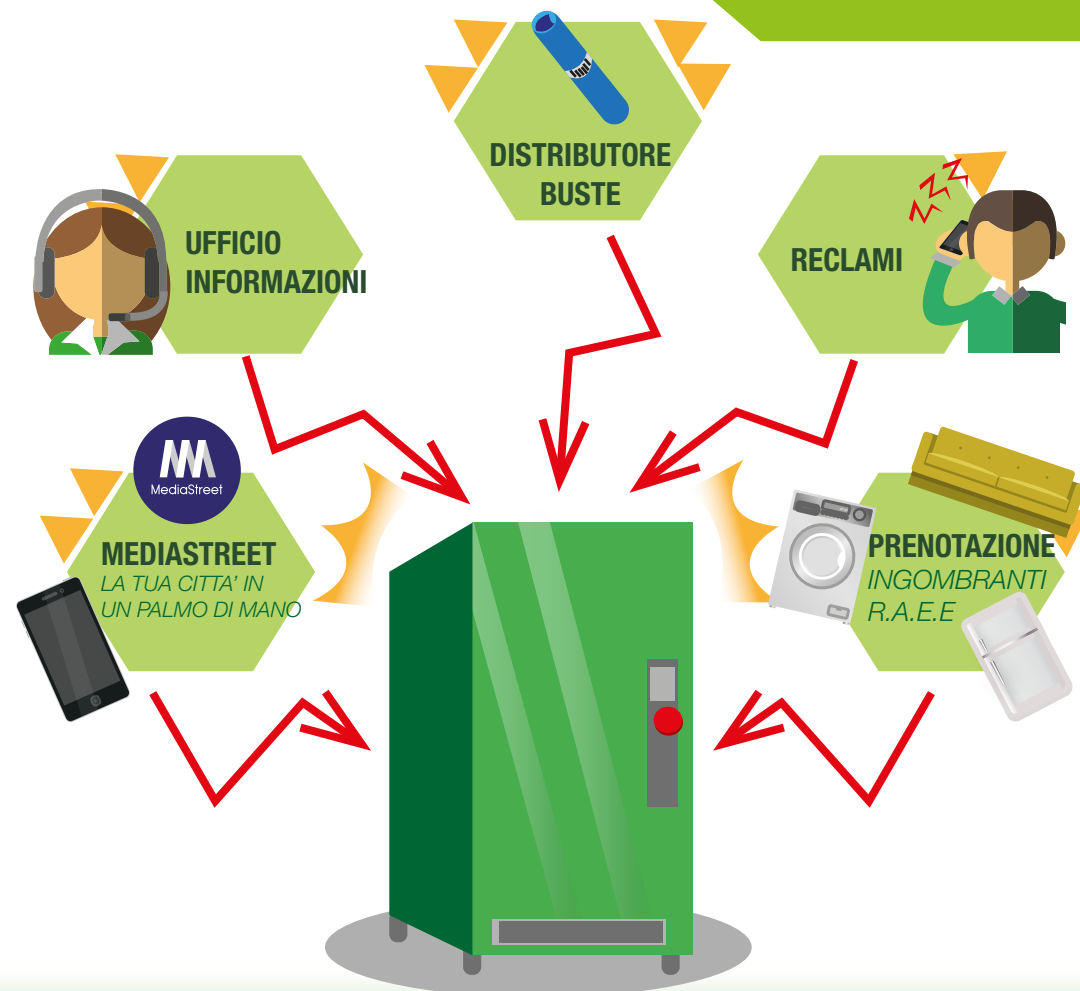 DISTRIBUTORE
BUSTE
UFFICIO
INFORMAZIONI
RECLAMI
MediaStreet
MEDIASTREET
LA TUA CITTA' IN
UN PALMO DI MANO
PRENOTAZIONE
INGOMBRANTI
R.A.E.E